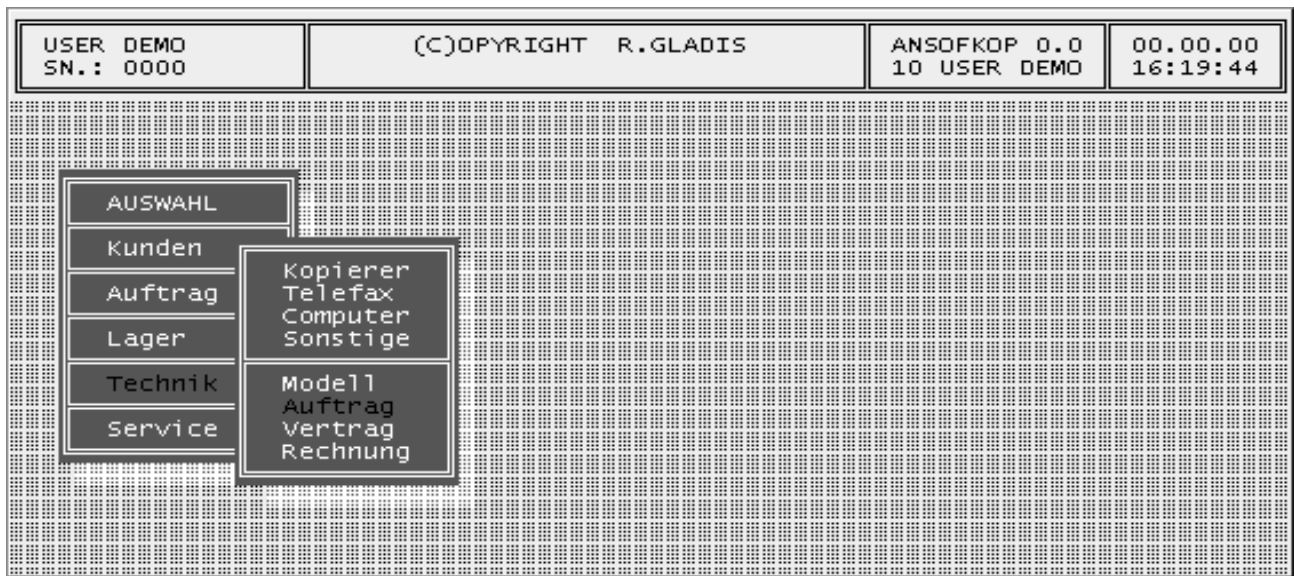 USER DEMO
SN.: 0000
(C)OPYRIGHT R.GLADIS
ANSOFKOP 0.0
10 USER DEMO
00.00.00
16:19:44
AUSWAHL
Kunden
Auftrag
Lager
Technik
Service
Kopierer
Telefax
Computer
Sonstige
Modell
Auftrag
Vertrag
Rechnung